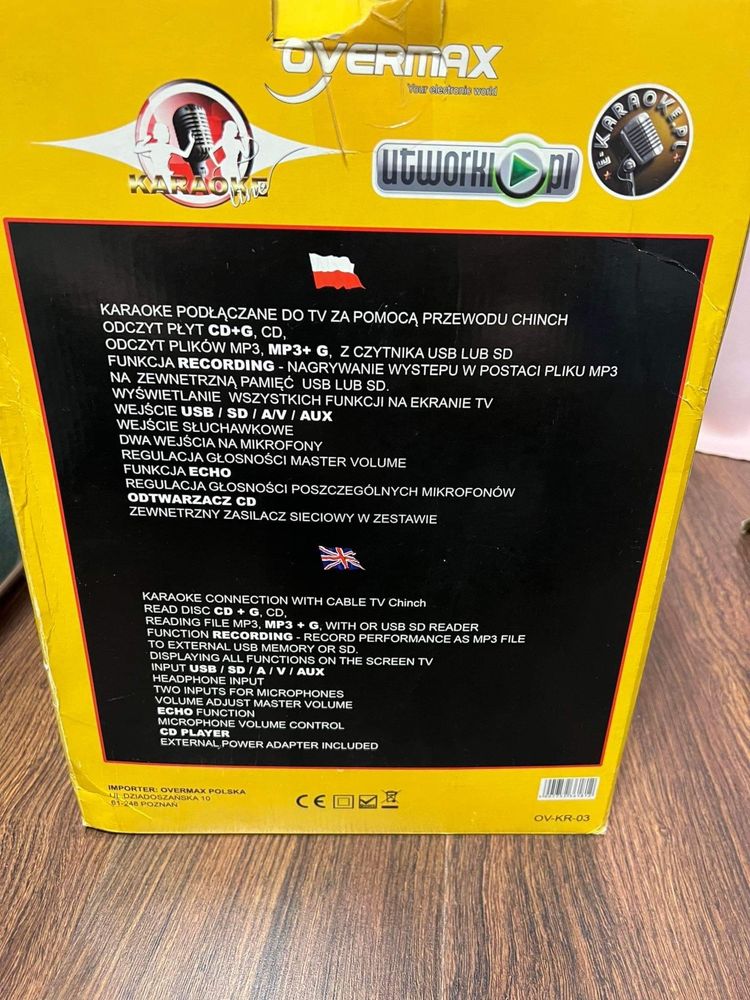 OVERMAX
Your electronic world
KARAOKE
live
utworki pl
E-KARAOKE.PL
KARAOKE PODŁĄCZANE DO TV ZA POMOCĄ PRZEWODU CHINCH
ODCZYT PŁYT CD+G, CD,
ODCZYT PLIKÓW MP3, MP3+ G, Z CZYTNIKA USB LUB SD
FUNKCJA RECORDING - NAGRYWANIE WYSTEPU W POSTACI PLIKU MP3
NA ZEWNETRZNĄ PAMIĘĆ USB LUB SD.
WYŚWIETLANIE WSZYSTKICH FUNKCJI NA EKRANIE TV
WEJŚCIE USB / SD / A/V / AUX
WEJŚCIE SŁUCHAWKOWE
DWA WEJŚCIA NA MIKROFONY
REGULACJA GŁOSNOŚCI MASTER VOLUME
FUNKCJA ECHO
REGULACJA GŁOSNOŚCI POSZCZEGÓLNYCH MIKROFONÓW
ODTWARZACZ CD
ZEWNETRZNY ZASILACZ SIECIOWY W ZESTAWIE
KARAOKE CONNECTION WITH CABLE TV Chinch
READ DISC CD + G, CD,
READING FILE MP3, MP3 + G, WITH OR USB SD READER
FUNCTION RECORDING - RECORD PERFORMANCE AS MP3 FILE
TO EXTERNAL USB MEMORY OR SD.
DISPLAYING ALL FUNCTIONS ON THE SCREEN TV
INPUT USB / SD / A / V / AUX
HEADPHONE INPUT
TWO INPUTS FOR MICROPHONES
VOLUME ADJUST MASTER VOLUME
ECHO FUNCTION
MICROPHONE VOLUME CONTROL
CD PLAYER
EXTERNAL POWER ADAPTER INCLUDED
IMPORTER: OVERMAX POLSKA
UL. DZIADOSZAŃSKA 10
61-248 POZNAŃ
CE
OV-KR-03